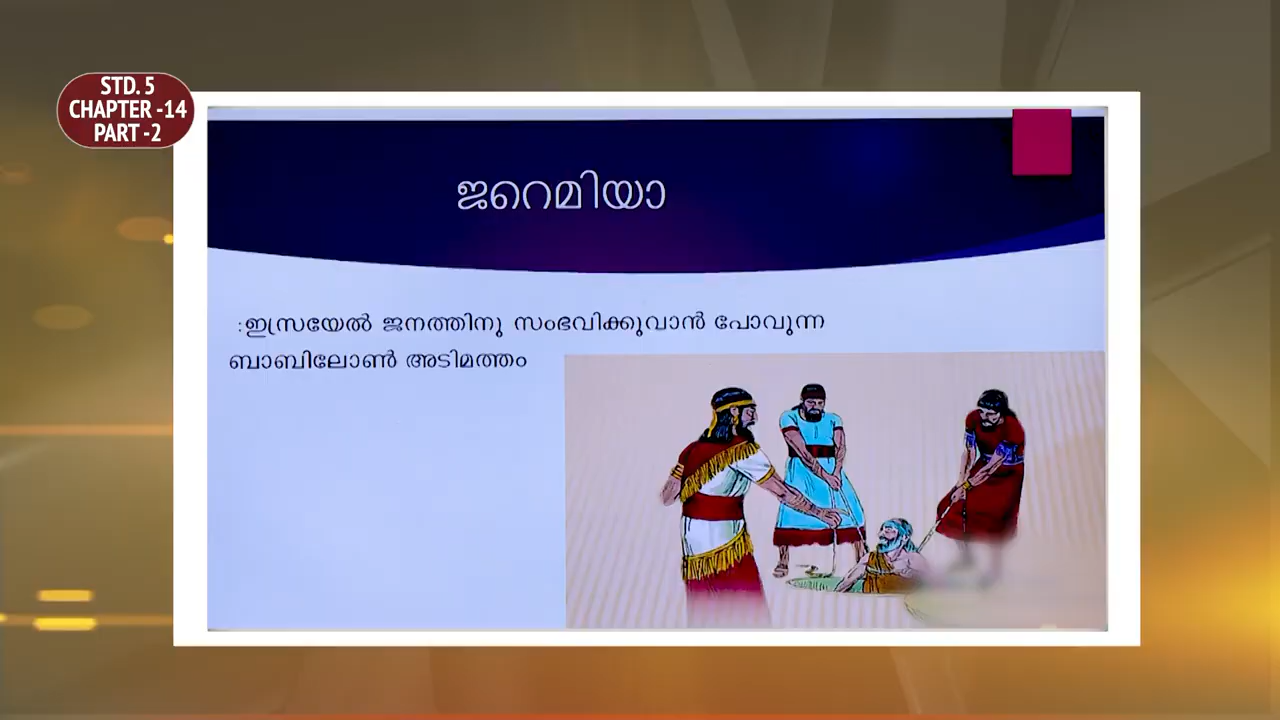 STD. 5
CHAPTER -14
PART -2
ജറെമിയാ
:ഇസ്രയേൽ ജനത്തിനു സംഭവിക്കുവാൻ പോവുന്ന
ബാബിലോൺ അടിമത്തം